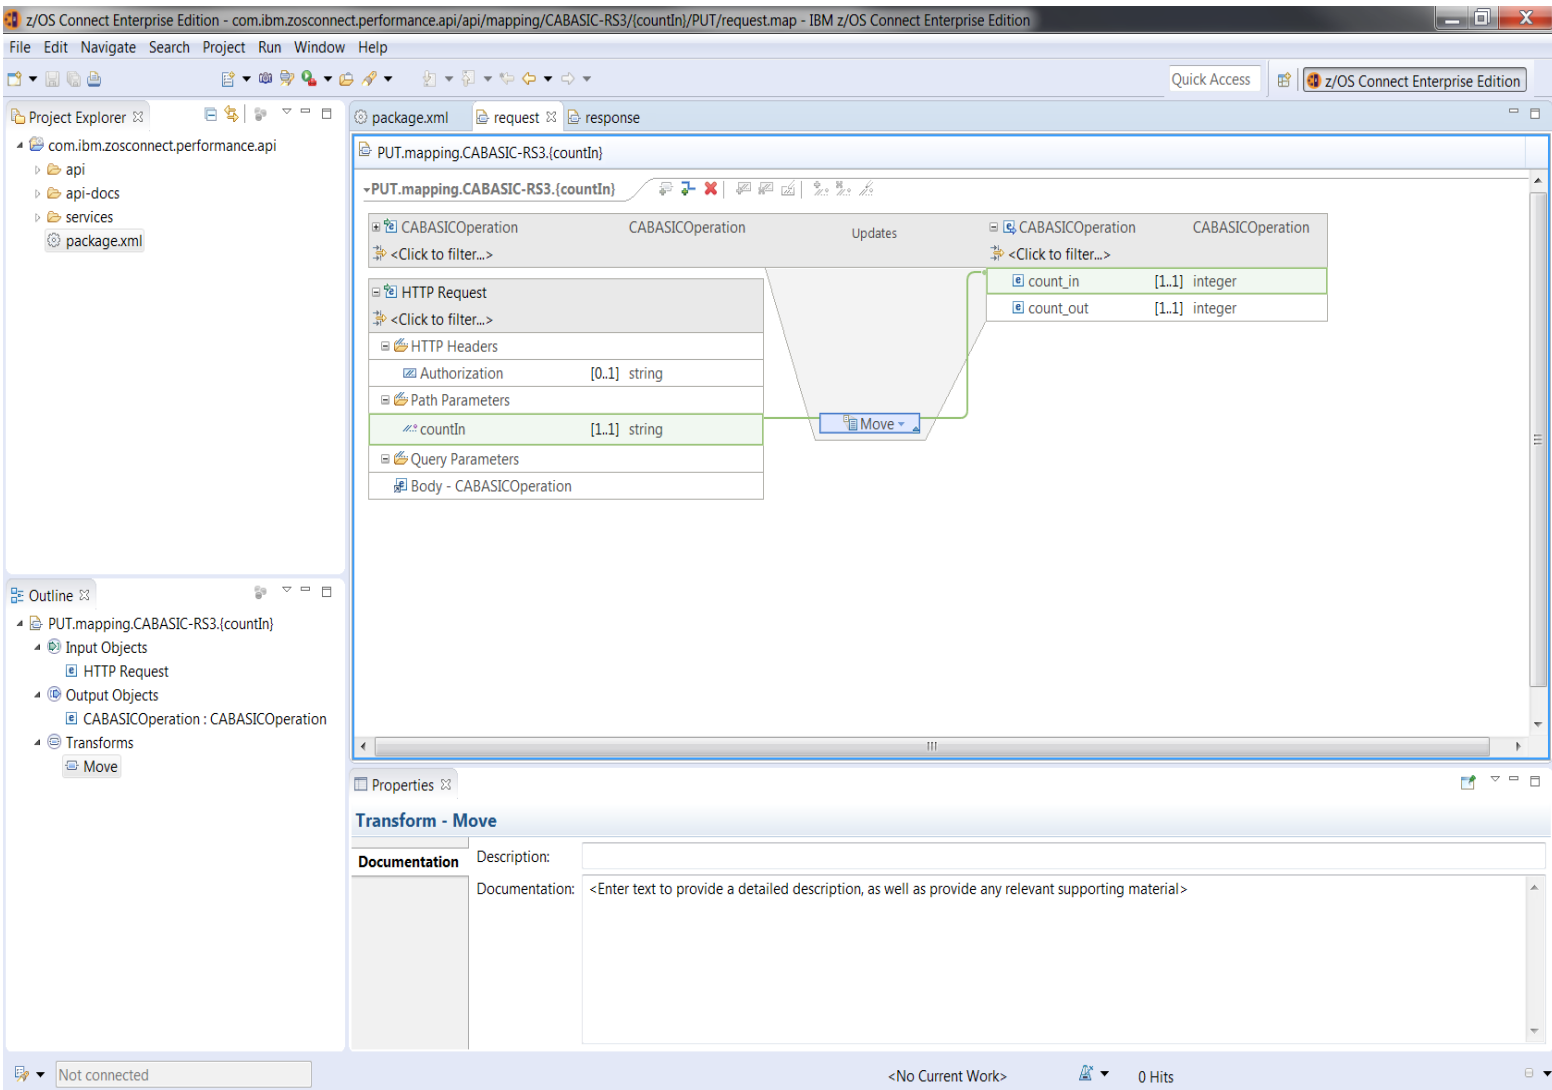 z/OS Connect Enterprise Edition - com.ibm.zosconnect.performance.api/api/mapping/CABASIC-RS3/{countIn}/PUT/request.map - IBM z/OS Connect Enterprise Edition
File Edit Navigate Search Project Run Window Help
Quick Access
z/OS Connect Enterprise Edition
Project Explorer
com.ibm.zosconnect.performance.api
api
api-docs
services
package.xml
package.xml request response
PUT.mapping.CABASIC-RS3.{countIn}
PUT.mapping.CABASIC-RS3.{countIn}
CABASICOperation CABASICOperation
<Click to filter...>
Updates
CABASICOperation CABASICOperation
<Click to filter...>
count_in [1..1] integer
count_out [1..1] integer
HTTP Request
<Click to filter...>
HTTP Headers
Authorization [0..1] string
Path Parameters
countIn [1..1] string
Query Parameters
Body - CABASICOperation
Move
Outline
PUT.mapping.CABASIC-RS3.{countIn}
Input Objects
HTTP Request
Output Objects
CABASICOperation : CABASICOperation
Transforms
Move
Properties
Transform - Move
Documentation
Description:
Documentation: <Enter text to provide a detailed description, as well as provide any relevant supporting material>
Not connected
<No Current Work>
0 Hits